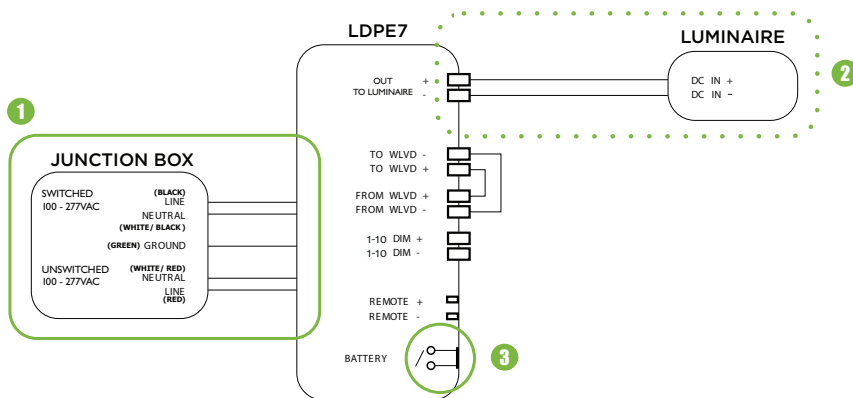 LDPE7
LUMINAIRE
OUT +
TO LUMINAIRE -
DC IN +
DC IN -
2
1
JUNCTION BOX
SWITCHED
100 - 277VAC
(BLACK)
LINE
NEUTRAL
(WHITE/ BLACK )
(GREEN) GROUND
UNSWITCHED
100 - 277VAC
(WHITE/ RED)
NEUTRAL
LINE
(RED)
TO WLVD -
TO WLVD +
FROM WLVD +
FROM WLVD -
1-10 DIM +
1-10 DIM -
REMOTE +
REMOTE -
BATTERY
3